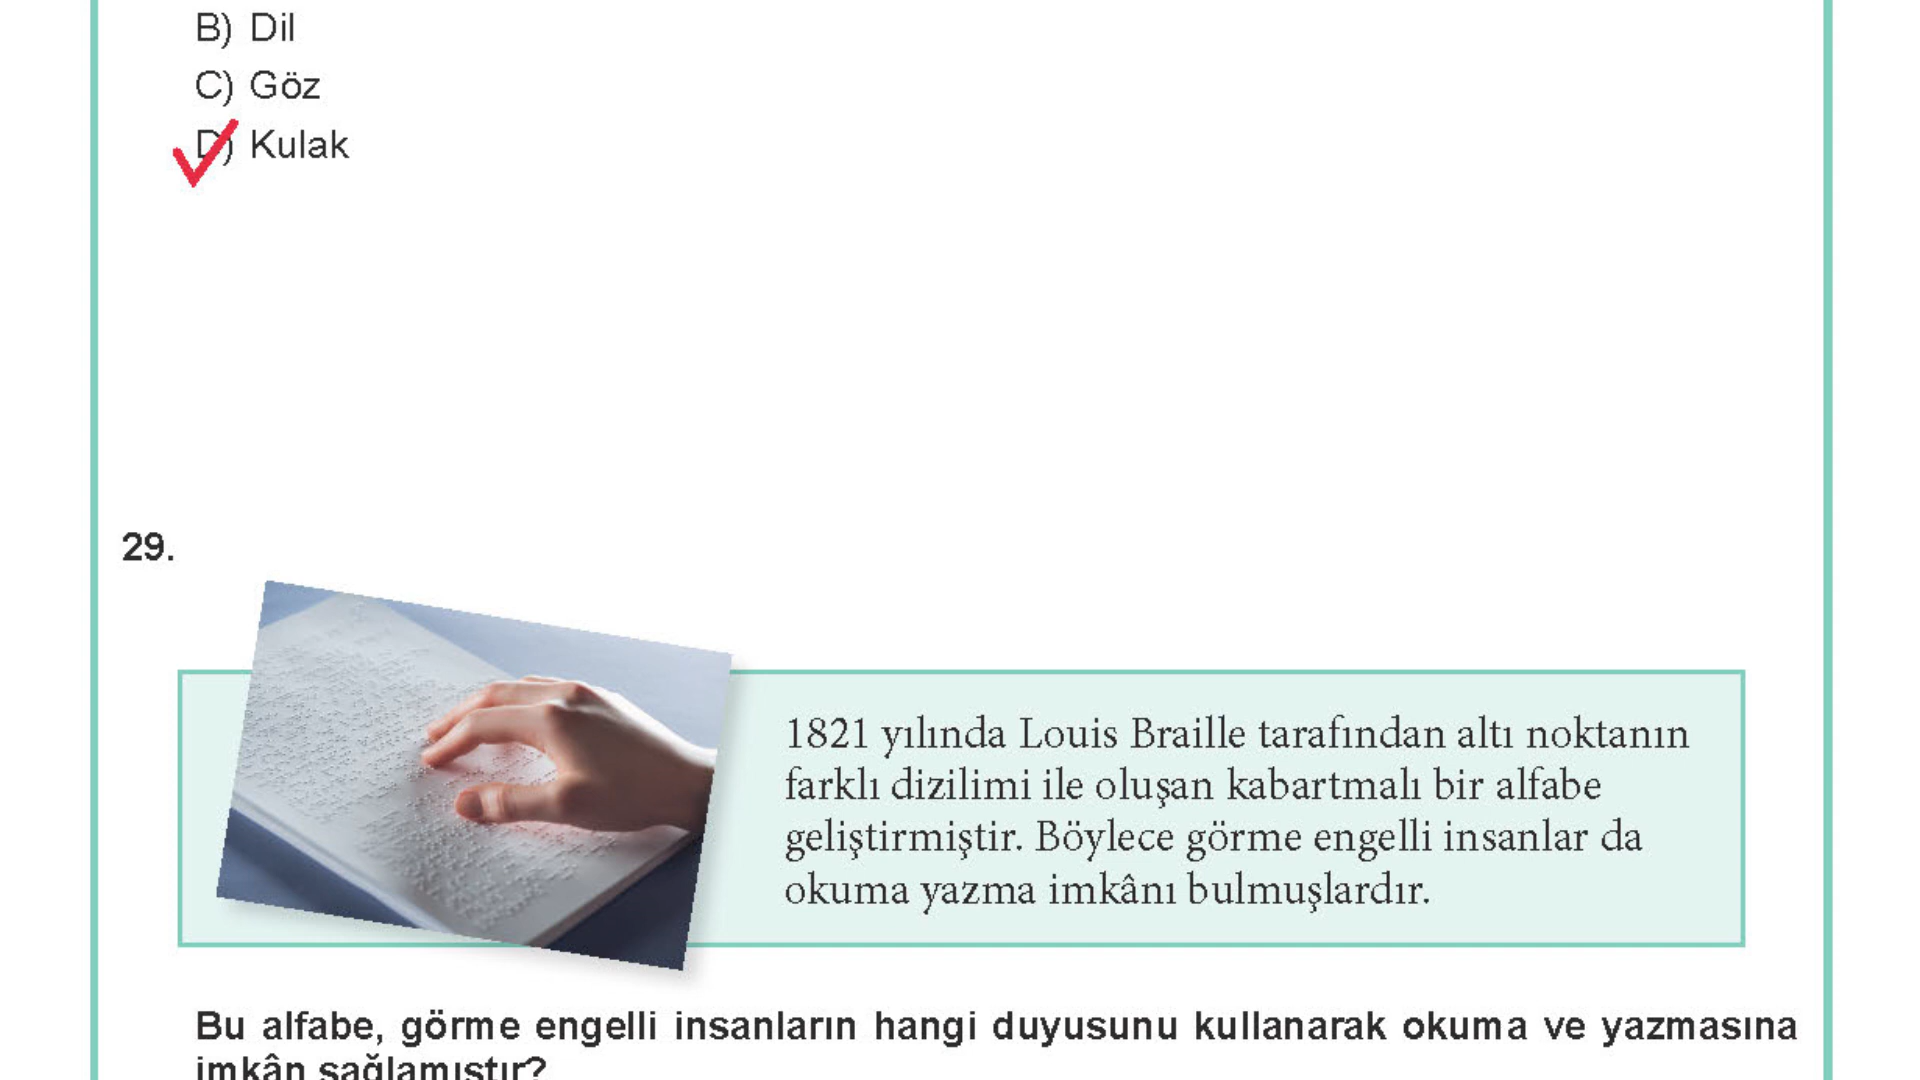 B) Dil
C) Göz
D) Kulak
29.
1821 yılında Louis Braille tarafından altı noktanın
farklı dizilimi ile oluşan kabartmalı bir alfabe
geliştirmiştir. Böylece görme engelli insanlar da
okuma yazma imkânı bulmuşlardır.
Bu alfabe, görme engelli insanların hangi duyusunu kullanarak okuma ve yazmasına
imkân sağlamıştır?